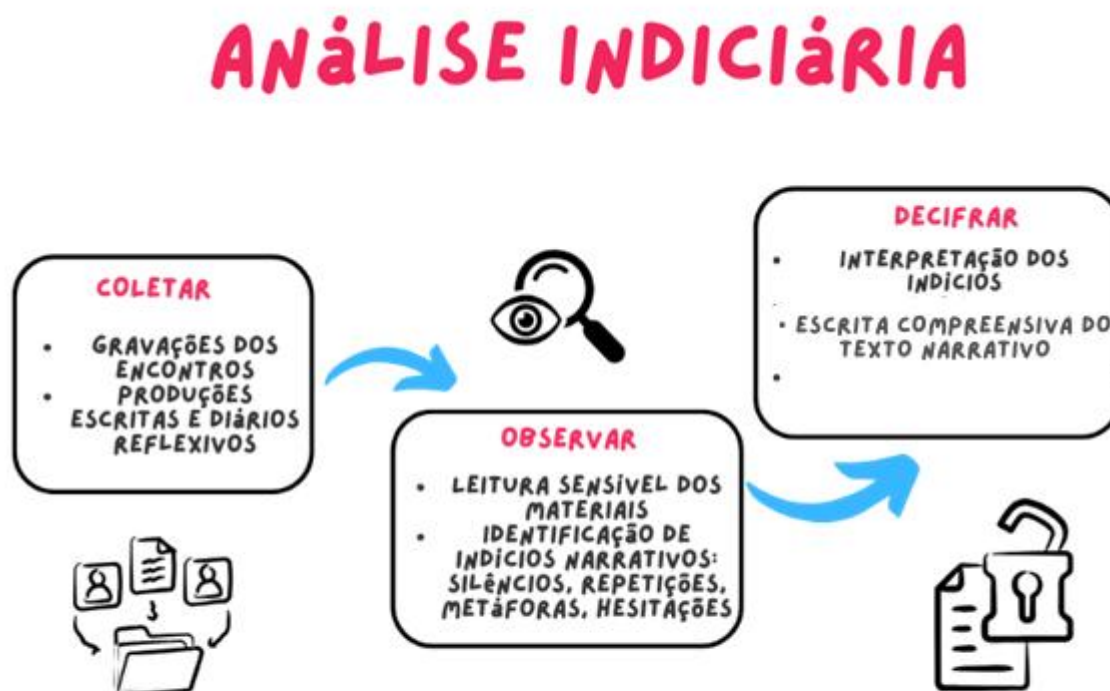 ANÁLISE INDICIÁRIA
COLETAR
• GRAVAÇÕES DOS
ENCONTROS
• PRODUÇÕES
ESCRITAS E DIÁRIOS
REFLEXIVOS
OBSERVAR
• LEITURA SENSÍVEL DOS
MATERIAIS
• IDENTIFICAÇÃO DE
INDÍCIOS NARRATIVOS:
SILÊNCIOS, REPETIÇÕES,
METÁFORAS, HESITAÇÕES
DECIFRAR
• INTERPRETAÇÃO DOS
INDÍCIOS
• ESCRITA COMPREENSIVA DO
TEXTO NARRATIVO
•